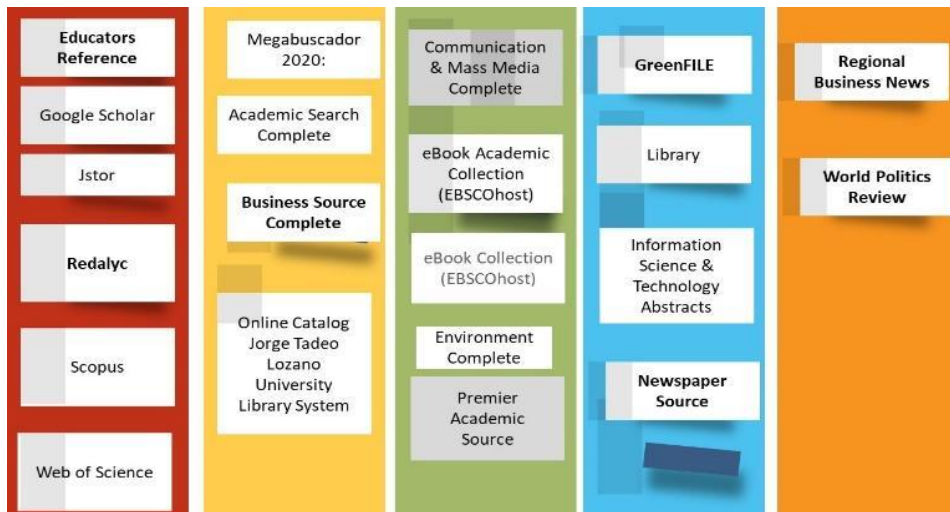 Educators
Reference
Google Scholar
Jstor
Redalyc
Scopus
Web of Science
Megabuscador
2020:
Academic Search
Complete
Business Source
Complete
Online Catalog
Jorge Tadeo
Lozano
University
Library System
Communication
& Mass Media
Complete
eBook Academic
Collection
(EBSCOhost)
eBook Collection
(EBSCOhost)
Environment
Complete
Premier
Academic
Source
GreenFILE
Library
Information
Science &
Technology
Abstracts
Newspaper
Source
Regional
Business News
World Politics
Review